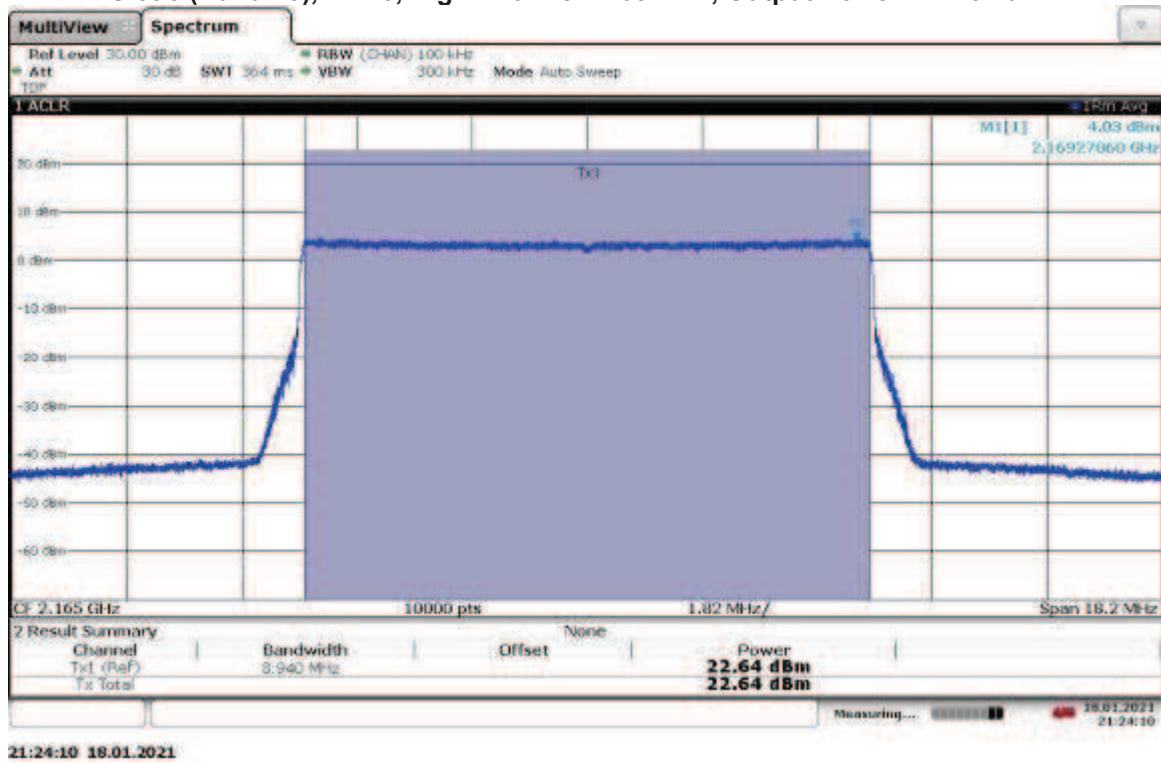 MultiView Spectrum
Ref Level 30.00 dBm RBW (CHAN) 100 kHz
Att 30 dB SWT 364 ms VBW 300 kHz Mode Auto Sweep
TDF
1 ACLR 1Rm Avg
M1[1] 4.03 dBm
2.16927060 GHz
Tx1
20 dBm
10 dBm
0 dBm
-10 dBm
-20 dBm
-30 dBm
-40 dBm
-50 dBm
-60 dBm
CF 2.165 GHz 10000 pts 1.82 MHz/ Span 18.2 MHz
2 Result Summary None
Channel Bandwidth Offset Power
Tx1 (Ref) 8.940 MHz 22.64 dBm
Tx Total 22.64 dBm
Measuring... 18.01.2021
21:24:10
21:24:10 18.01.2021